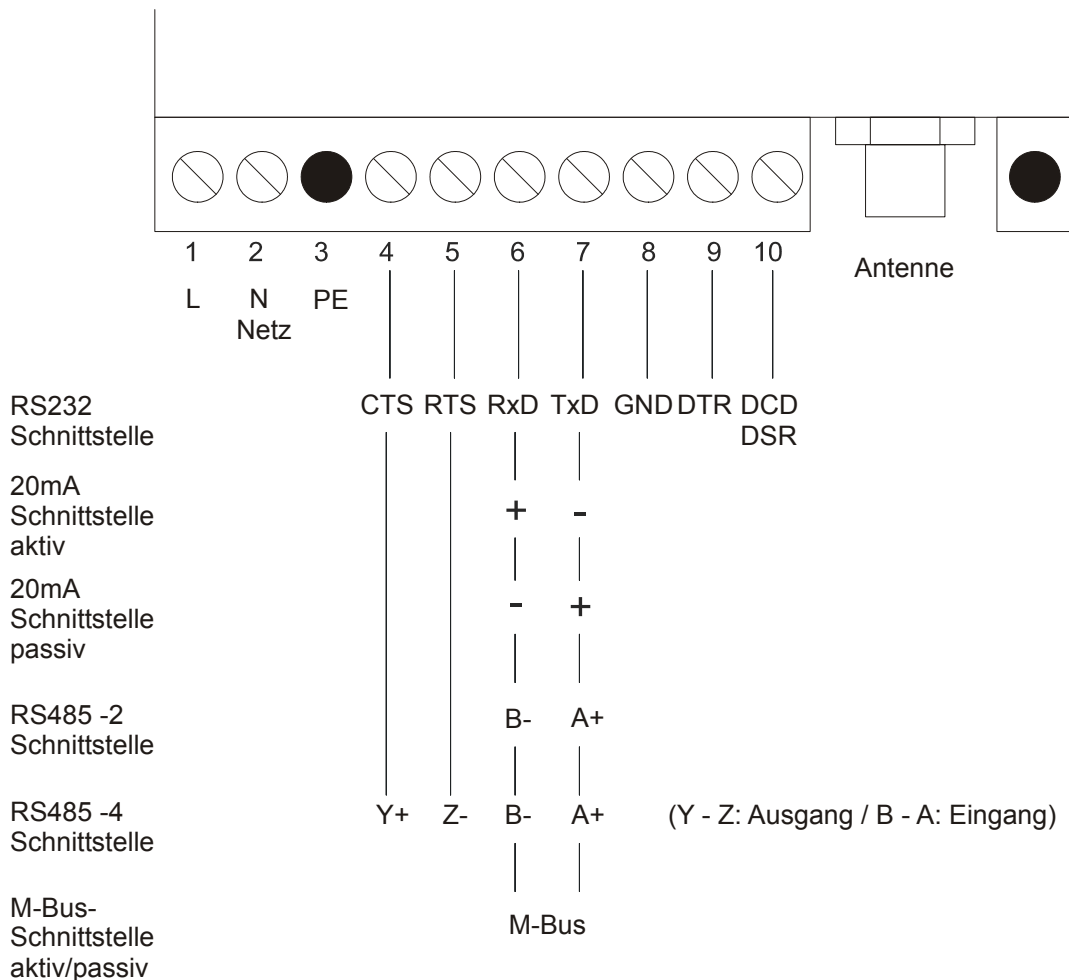 1 2 3 4 5 6 7 8 9 10
Antenne
L N PE
Netz
RS232
Schnittstelle
CTS RTS RxD TxD GND DTR DCD
DSR
20mA
Schnittstelle
aktiv
+ -
20mA
Schnittstelle
passiv
- +
RS485 -2
Schnittstelle
B- A+
RS485 -4
Schnittstelle
Y+ Z- B- A+ (Y - Z: Ausgang / B - A: Eingang)
M-Bus-
Schnittstelle
aktiv/passiv
M-Bus